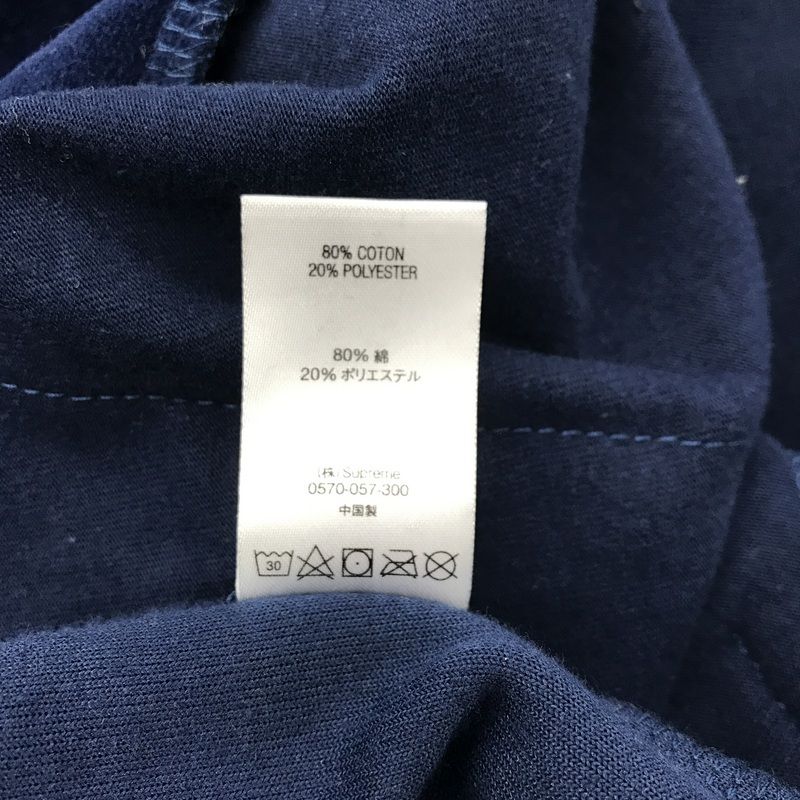 80% COTON
20% POLYESTER
80% 綿
20% ポリエステル
(株) Supreme
0570-057-300
中国製
30